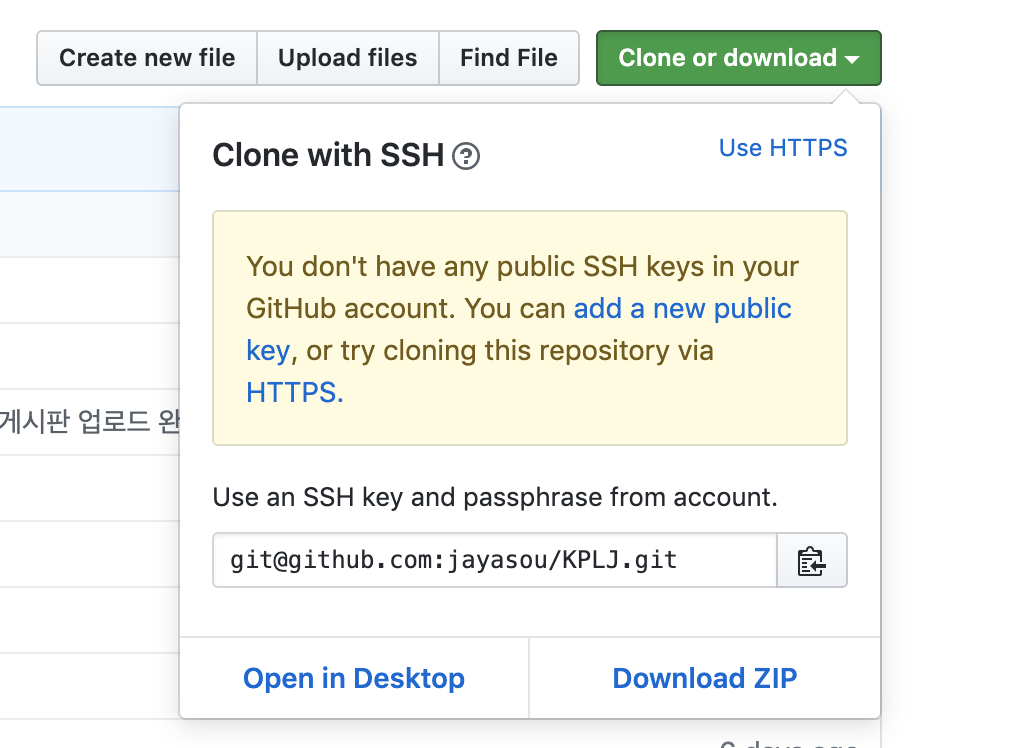 Create new file Upload files Find File Clone or download
Clone with SSH
Use HTTPS
You don't have any public SSH keys in your
GitHub account. You can add a new public
key, or try cloning this repository via
HTTPS.
게시판 업로드 완
Use an SSH key and passphrase from account.
git@github.com:jayasou/KPLJ.git
Open in Desktop Download ZIP
6 days ago